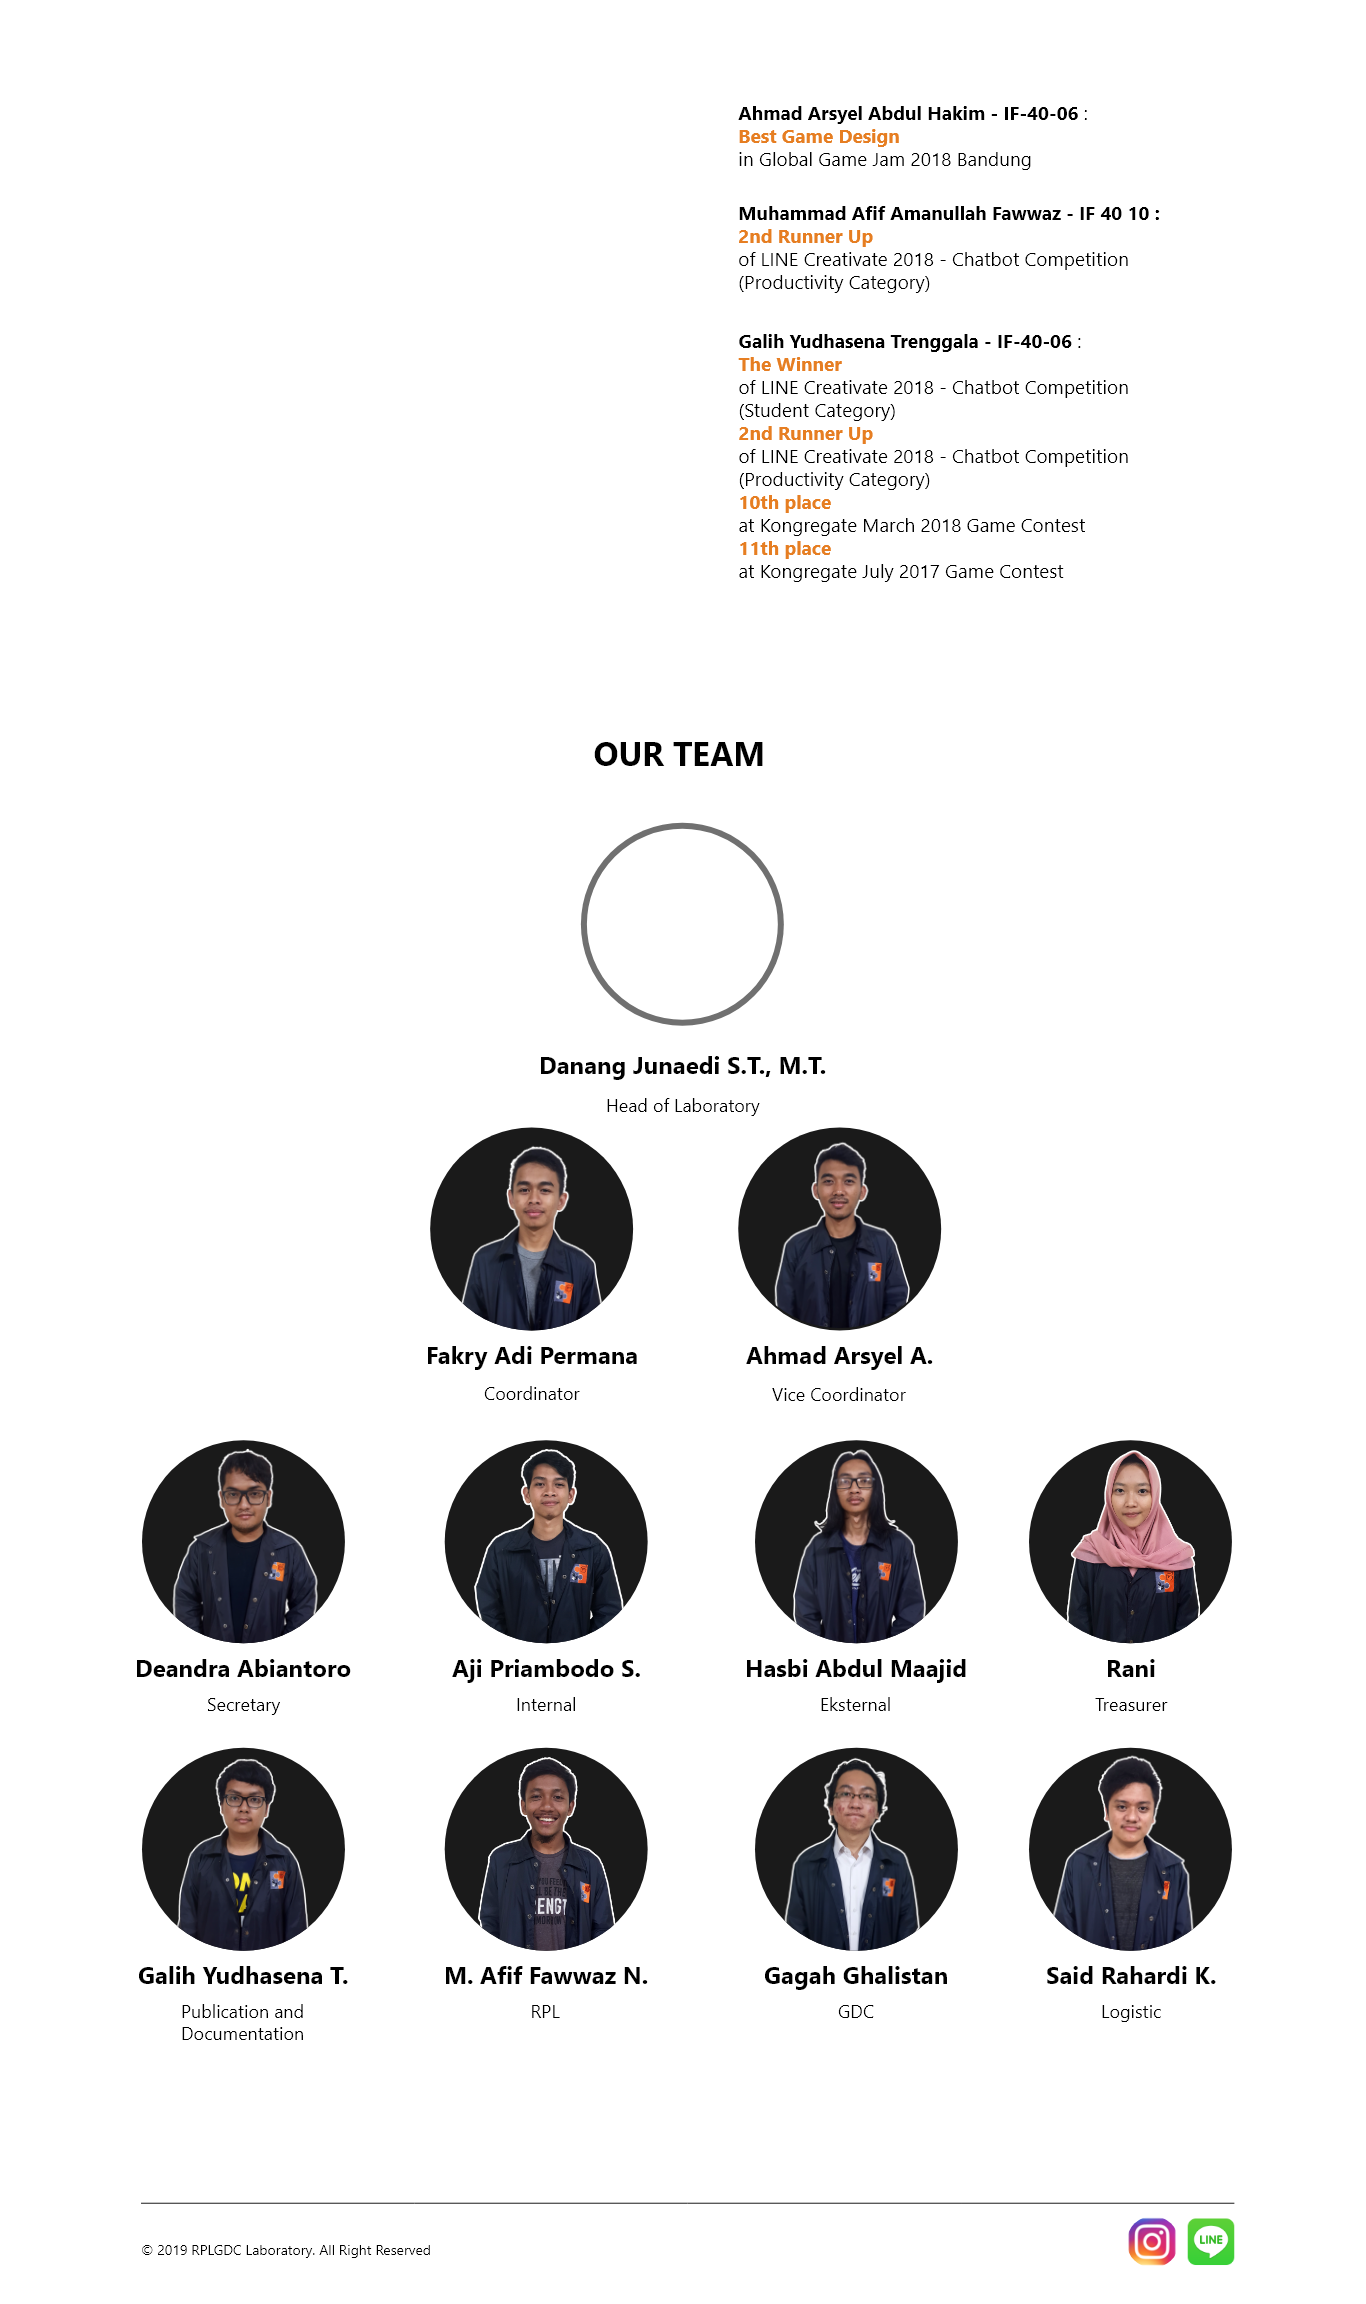 Ahmad Arsyel Abdul Hakim - IF-40-06 :
Best Game Design
in Global Game Jam 2018 Bandung
Muhammad Afif Amanullah Fawwaz - IF 40 10 :
2nd Runner Up
of LINE Creativate 2018 - Chatbot Competition
(Productivity Category)
Galih Yudhasena Trenggala - IF-40-06 :
The Winner
of LINE Creativate 2018 - Chatbot Competition
(Student Category)
2nd Runner Up
of LINE Creativate 2018 - Chatbot Competition
(Productivity Category)
10th place
at Kongregate March 2018 Game Contest
11th place
at Kongregate July 2017 Game Contest
OUR TEAM
Danang Junaedi S.T., M.T.
Head of Laboratory
Fakry Adi Permana
Coordinator
Ahmad Arsyel A.
Vice Coordinator
Deandra Abiantoro
Secretary
Aji Priambodo S.
Internal
Hasbi Abdul Maajid
Eksternal
Rani
Treasurer
Galih Yudhasena T.
Publication and
Documentation
M. Afif Fawwaz N.
RPL
Gagah Ghalistan
GDC
Said Rahardi K.
Logistic
© 2019 RPLGDC Laboratory. All Right Reserved
LINE